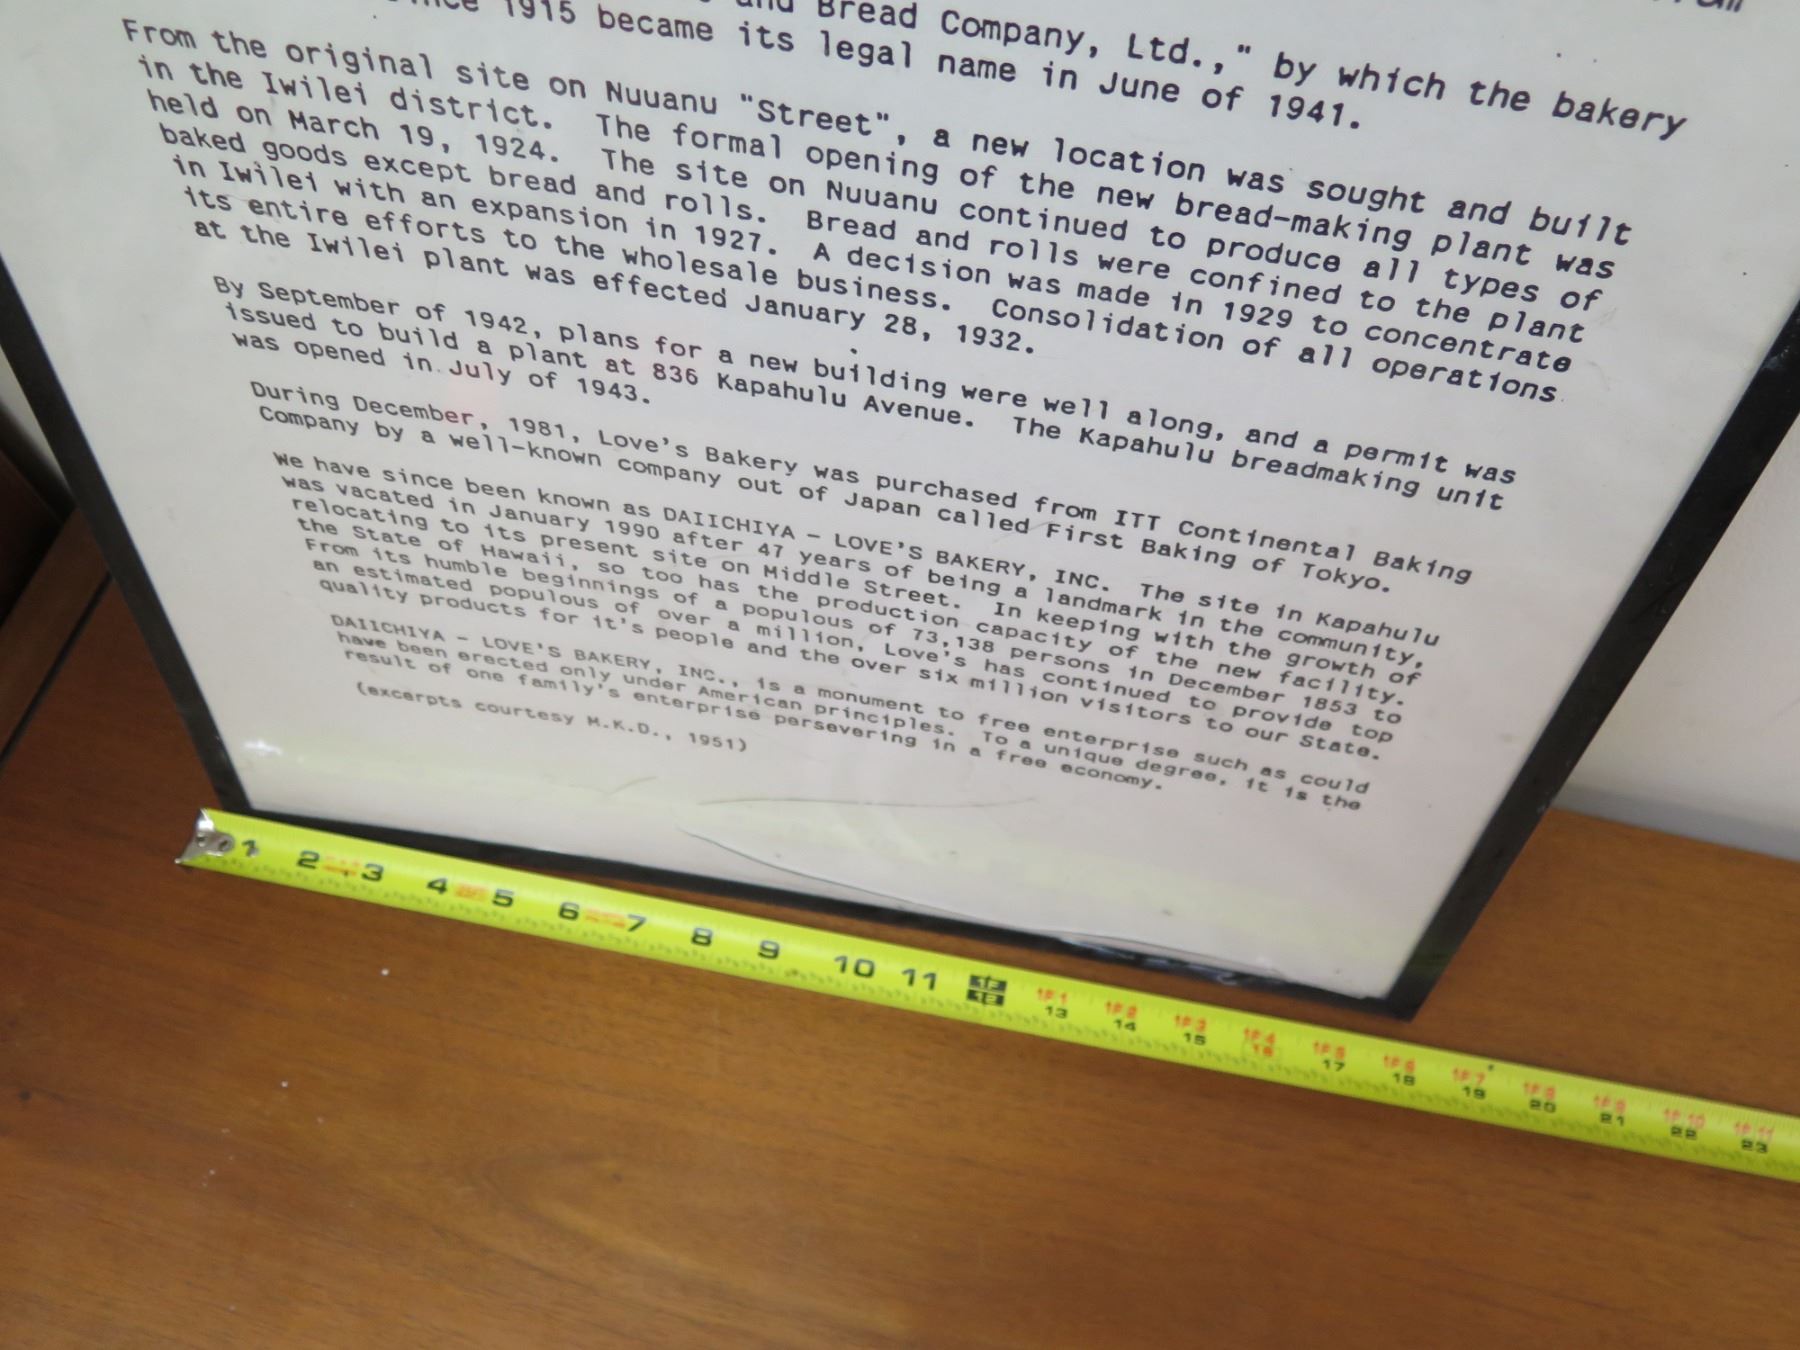 and Bread Company, Ltd.," by which the bakery
1915 became its legal name in June of 1941.
From the original site on Nuuanu "Street", a new location was sought and built
in the Iwilei district. The formal opening of the new bread-making plant was
held on March 19, 1924. The site on Nuuanu continued to produce all types of
baked goods except bread and rolls. Bread and rolls were confined to the plant
in Iwilei with an expansion in 1927. A decision was made in 1929 to concentrate
its entire efforts to the wholesale business. Consolidation of all operations
at the Iwilei plant was effected January 28, 1932.
By September of 1942, plans for a new building were well along, and a permit was
issued to build a plant at 836 Kapahulu Avenue. The Kapahulu breadmaking unit
was opened in July of 1943.
During December, 1981, Love's Bakery was purchased from ITT Continental Baking
Company by a well-known company out of Japan called First Baking of Tokyo.
We have since been known as DAIICHIYA - LOVE'S BAKERY, INC. The site in Kapahulu
was vacated in January 1990 after 47 years of being a landmark in the community,
relocating to its present site on Middle Street. In keeping with the growth of
the State of Hawaii, so too has the production capacity of the new facility.
From its humble beginnings of a populous of 73,138 persons in December 1853 to
an estimated populous of over a million, Love's has continued to provide top
quality products for it's people and the over six million visitors to our State.
DAIICHIYA - LOVE'S BAKERY, INC., is a monument to free enterprise such as could
have been erected only under American principles. To a unique degree, it is the
result of one family's enterprise persevering in a free economy.
(excerpts courtesy M.K.D., 1951)
1 2 3 4 5 6 7 8 9 10 11 1F 1F1 1F2 1F3 1F4 1F5 1F6 1F7 1F8 1F9 1F10 1F11
12 13 14 15 16 17 18 19 20 21 22 23